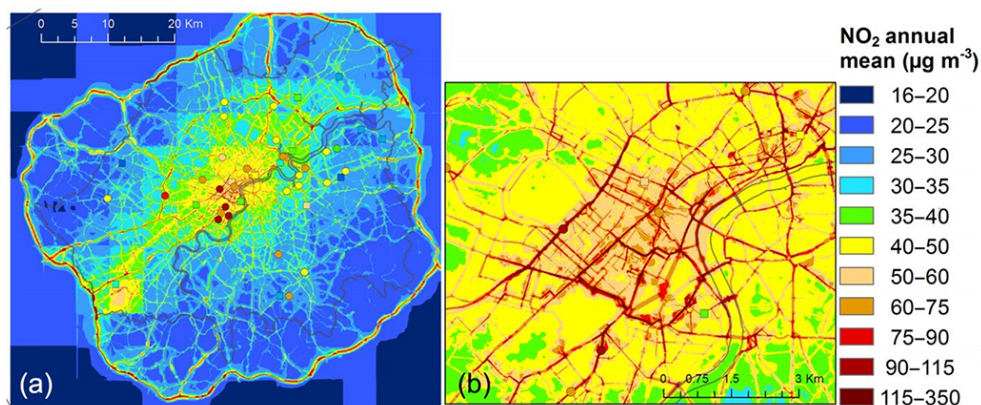 0 5 10 20 Km
(a)
(b)
0 0.75 1.5 3 Km
NO₂ annual
mean (µg m⁻³)
16–20
20–25
25–30
30–35
35–40
40–50
50–60
60–75
75–90
90–115
115–350